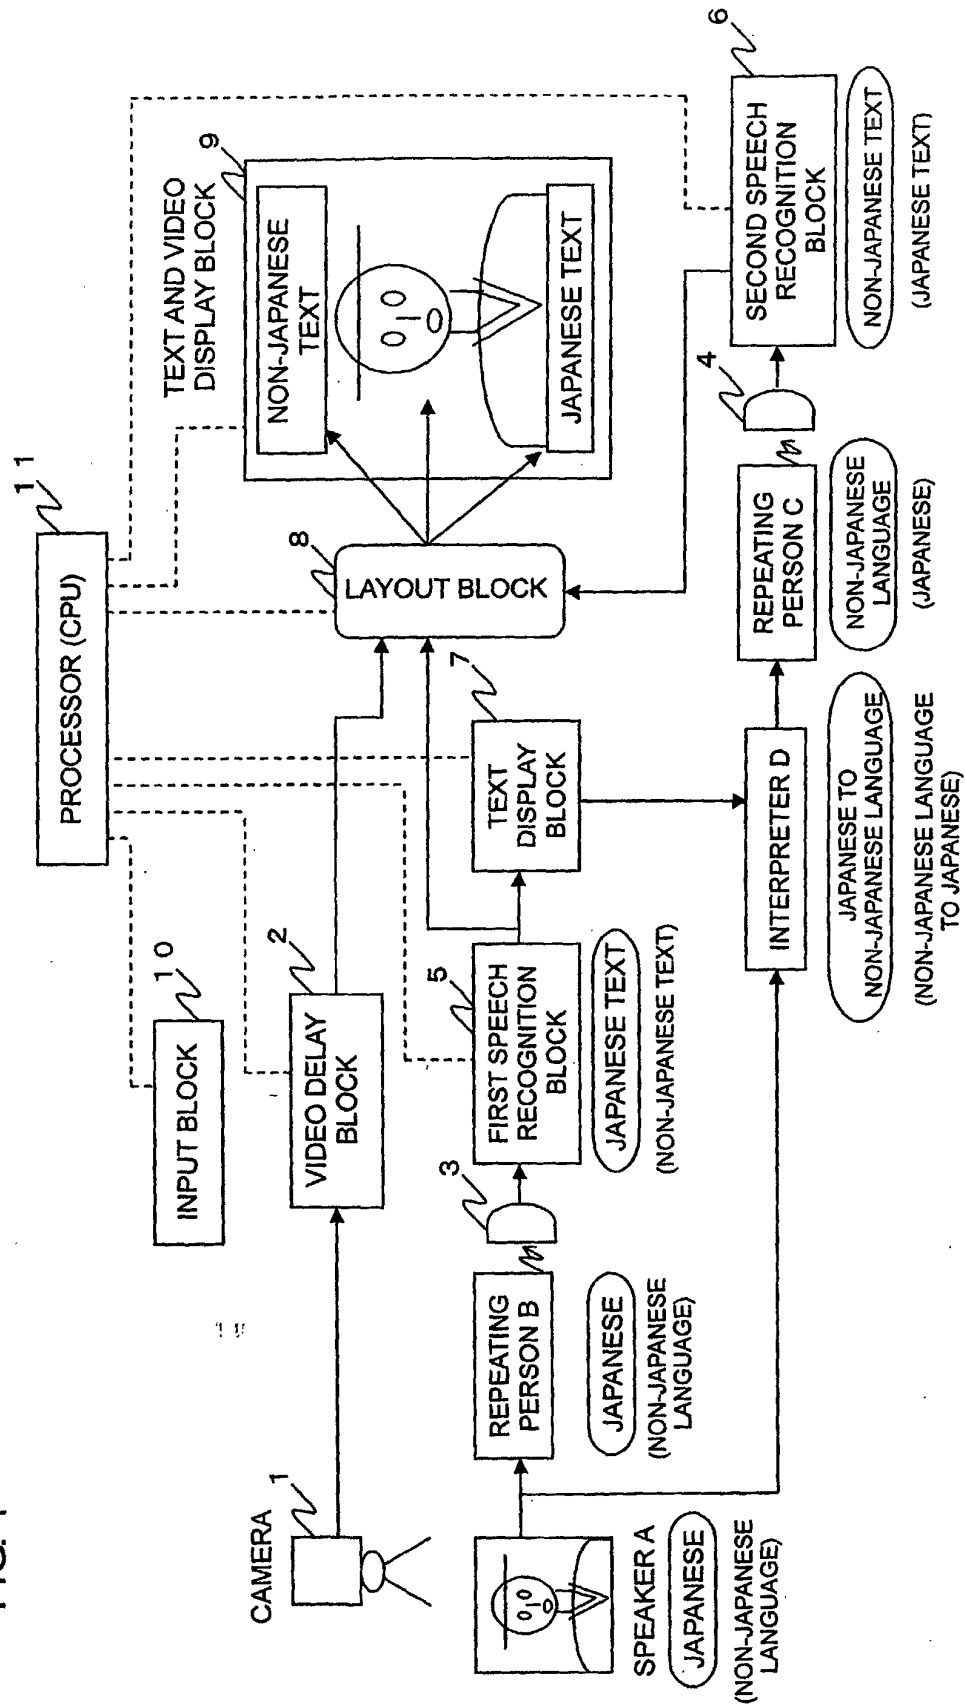 FIG. 1
PROCESSOR (CPU)
1 1
INPUT BLOCK
1 0
TEXT AND VIDEO
DISPLAY BLOCK
9
NON-JAPANESE
TEXT
JAPANESE TEXT
CAMERA
1
VIDEO DELAY
BLOCK
2
LAYOUT BLOCK
8
SPEAKER A
JAPANESE
(NON-JAPANESE
LANGUAGE)
REPEATING
PERSON B
JAPANESE
(NON-JAPANESE
LANGUAGE)
3
FIRST SPEECH
RECOGNITION
BLOCK
5
JAPANESE TEXT
(NON-JAPANESE TEXT)
TEXT
DISPLAY
BLOCK
7
INTERPRETER D
JAPANESE TO
NON-JAPANESE LANGUAGE
(NON-JAPANESE LANGUAGE
TO JAPANESE)
REPEATING
PERSON C
NON-JAPANESE
LANGUAGE
(JAPANESE)
4
SECOND SPEECH
RECOGNITION
BLOCK
6
NON-JAPANESE TEXT
(JAPANESE TEXT)